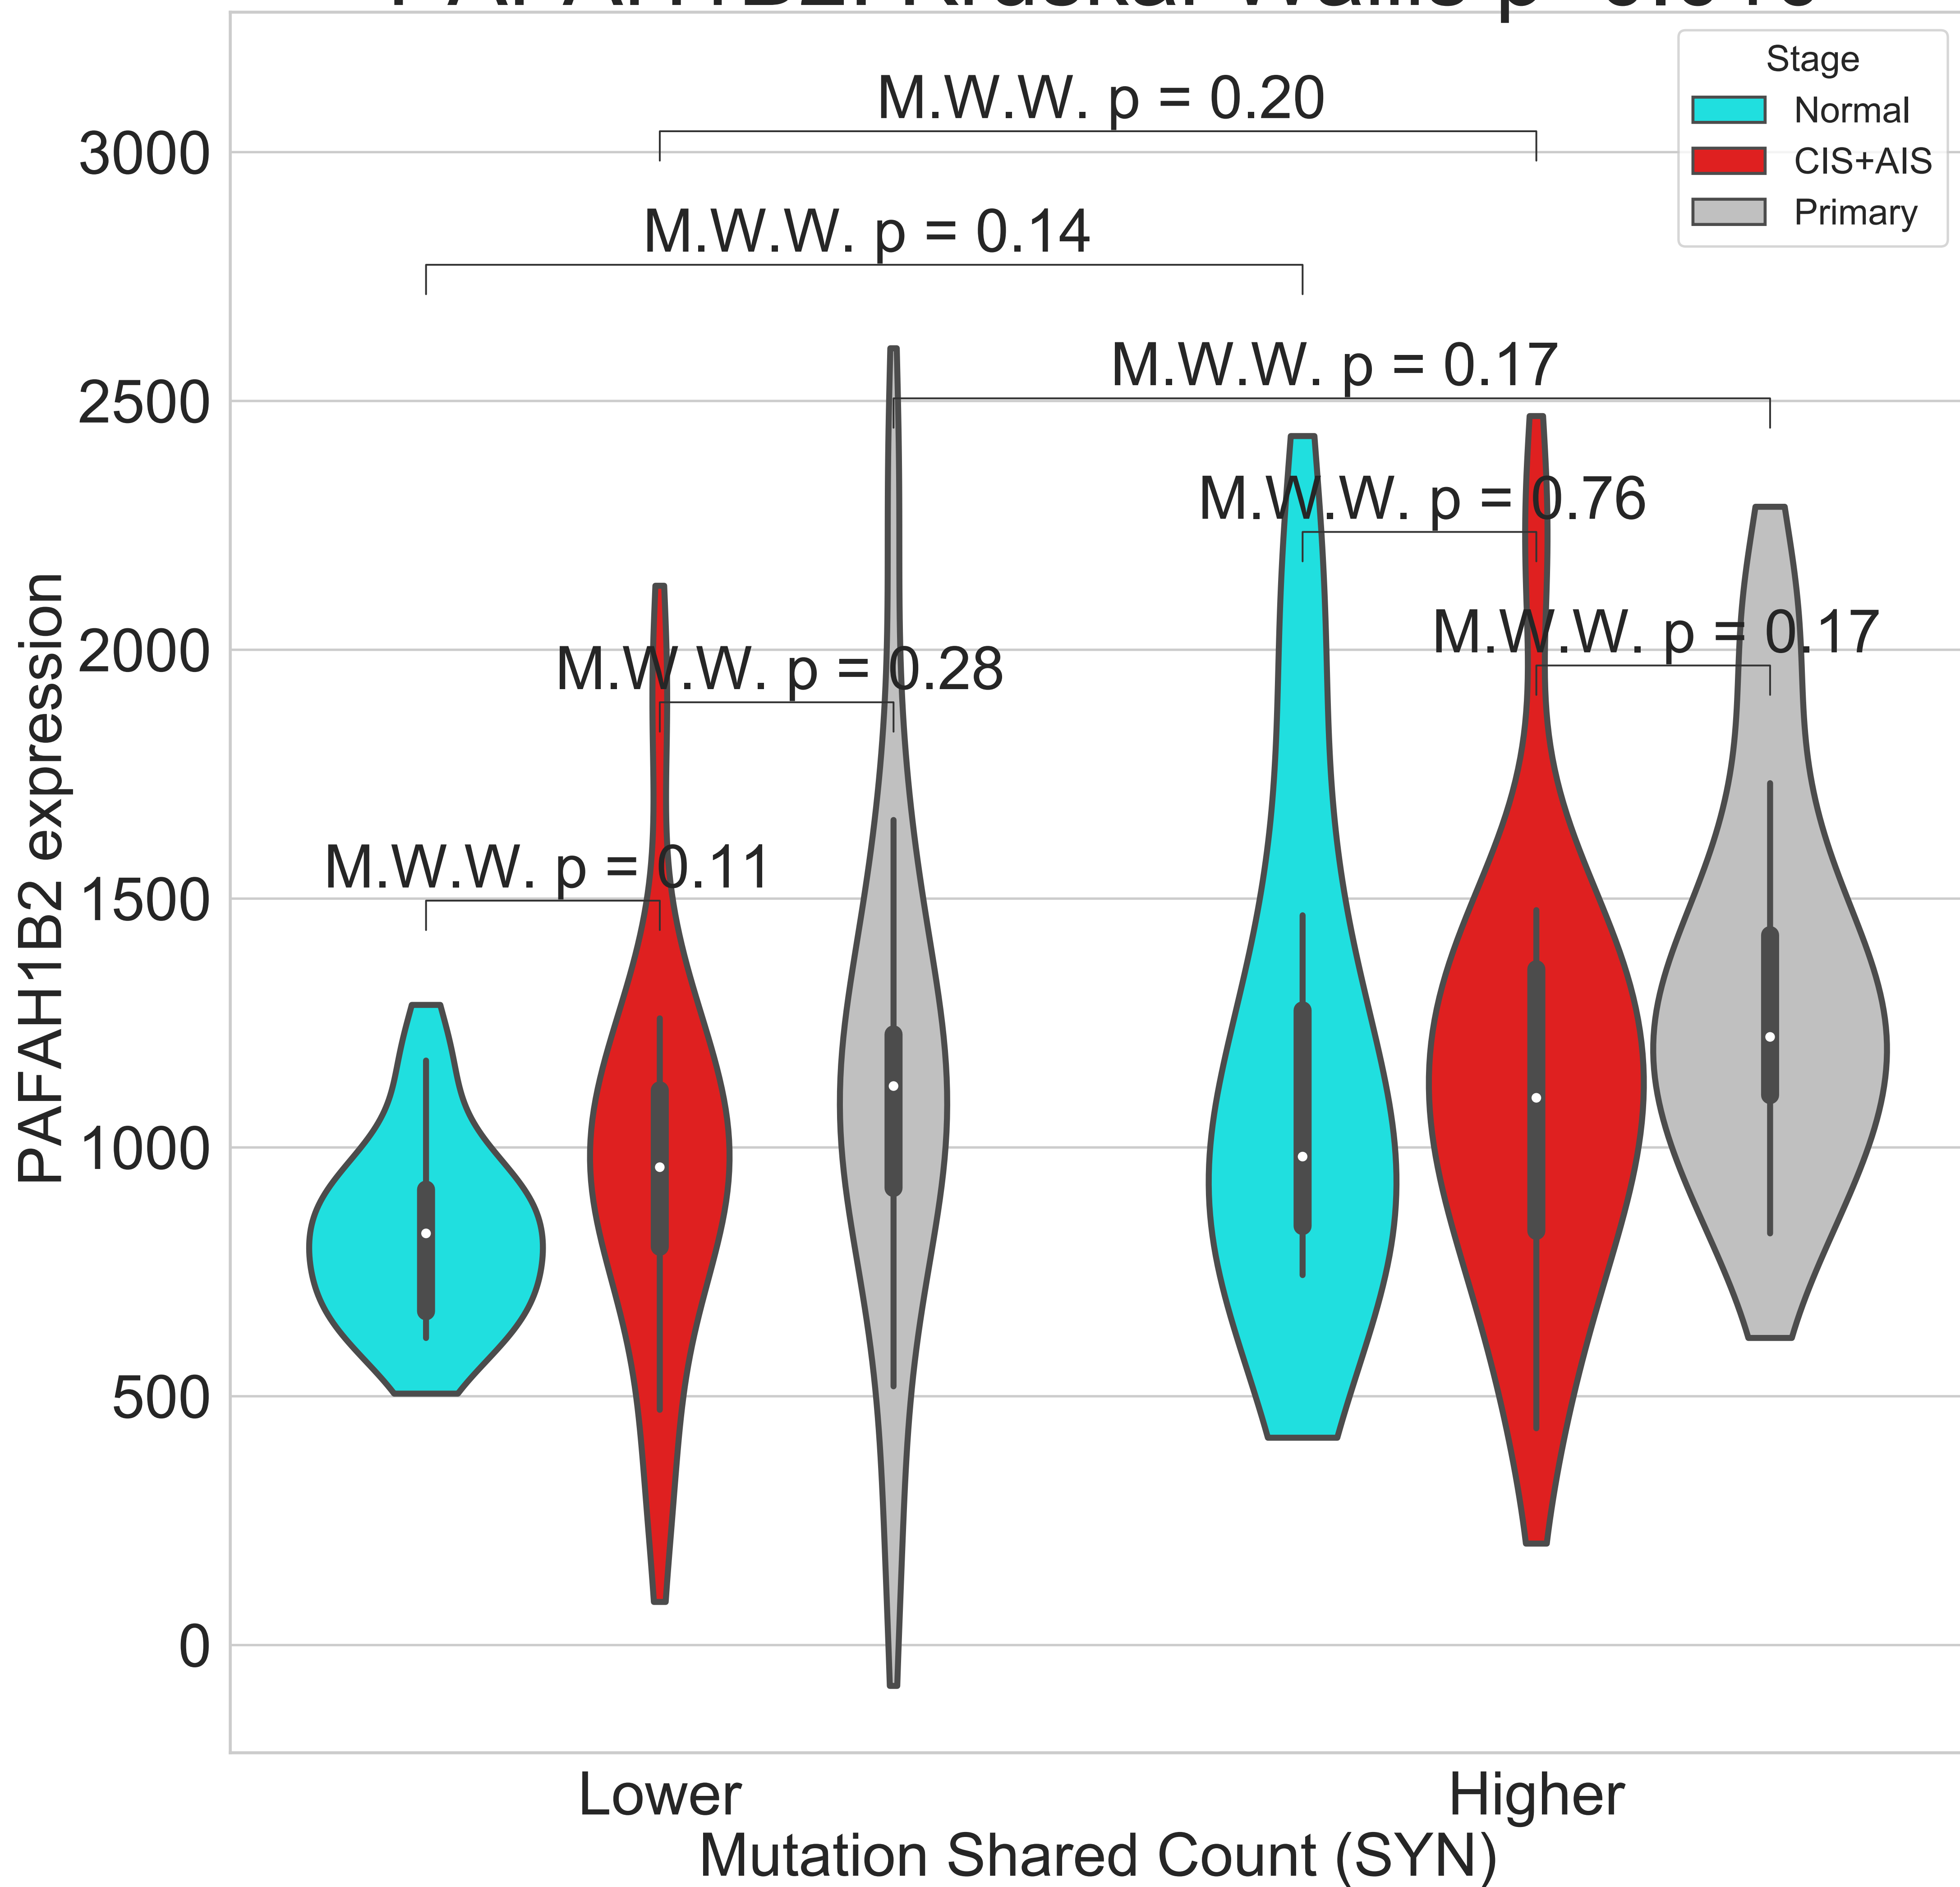 Stage
Normal
CIS+AIS
Primary
M.W.W. p = 0.20
M.W.W. p = 0.14
M.W.W. p = 0.17
M.W.W. p = 0.76
M.W.W. p = 0.17
M.W.W. p = 0.28
M.W.W. p = 0.11
3000
2500
2000
1500
1000
500
0
PAFAH1B2 expression
Lower
Higher
Mutation Shared Count (SYN)